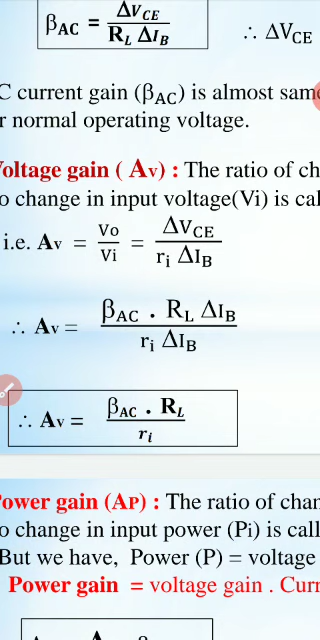 β_AC = ΔV_CE / R_L ΔI_B ∴ ΔV_CE
C current gain (β_AC) is almost same
r normal operating voltage.
Voltage gain ( Av) : The ratio of ch
o change in input voltage(Vi) is cal
i.e. Av = Vo / Vi = ΔV_CE / r_i ΔI_B
∴ Av = β_AC . R_L ΔI_B / r_i ΔI_B
∴ Av = β_AC . R_L / r_i
Power gain (AP) : The ratio of chan
o change in input power (Pi) is call
But we have, Power (P) = voltage
Power gain = voltage gain . Curr